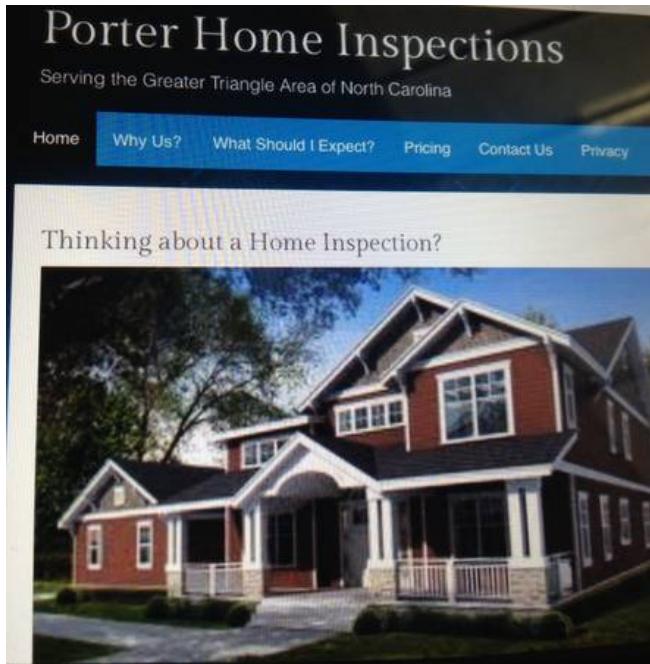 Porter Home Inspections
Serving the Greater Triangle Area of North Carolina
Home Why Us? What Should I Expect? Pricing Contact Us Privacy
Thinking about a Home Inspection?